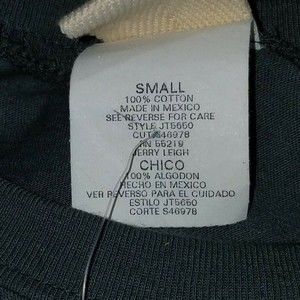 SMALL
100% COTTON
MADE IN MEXICO
SEE REVERSE FOR CARE
STYLE JT5650
CUT S46978
RN 55219
JERRY LEIGH
CHICO
100% ALGODON
HECHO EN MEXICO
VER REVERSO PARA EL CUIDADO
ESTILO JT5650
CORTE S46978